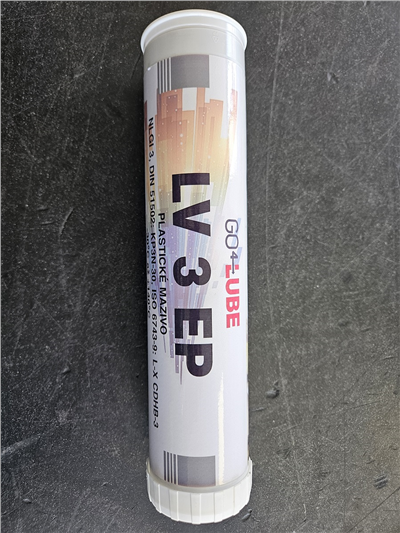 GO4LUBE
LV 3 EP
PLASTICKÉ MAZIVO
NLGI 3, DIN 51502: KP3N-30, ISO 6743-9: L-X CDHB-3